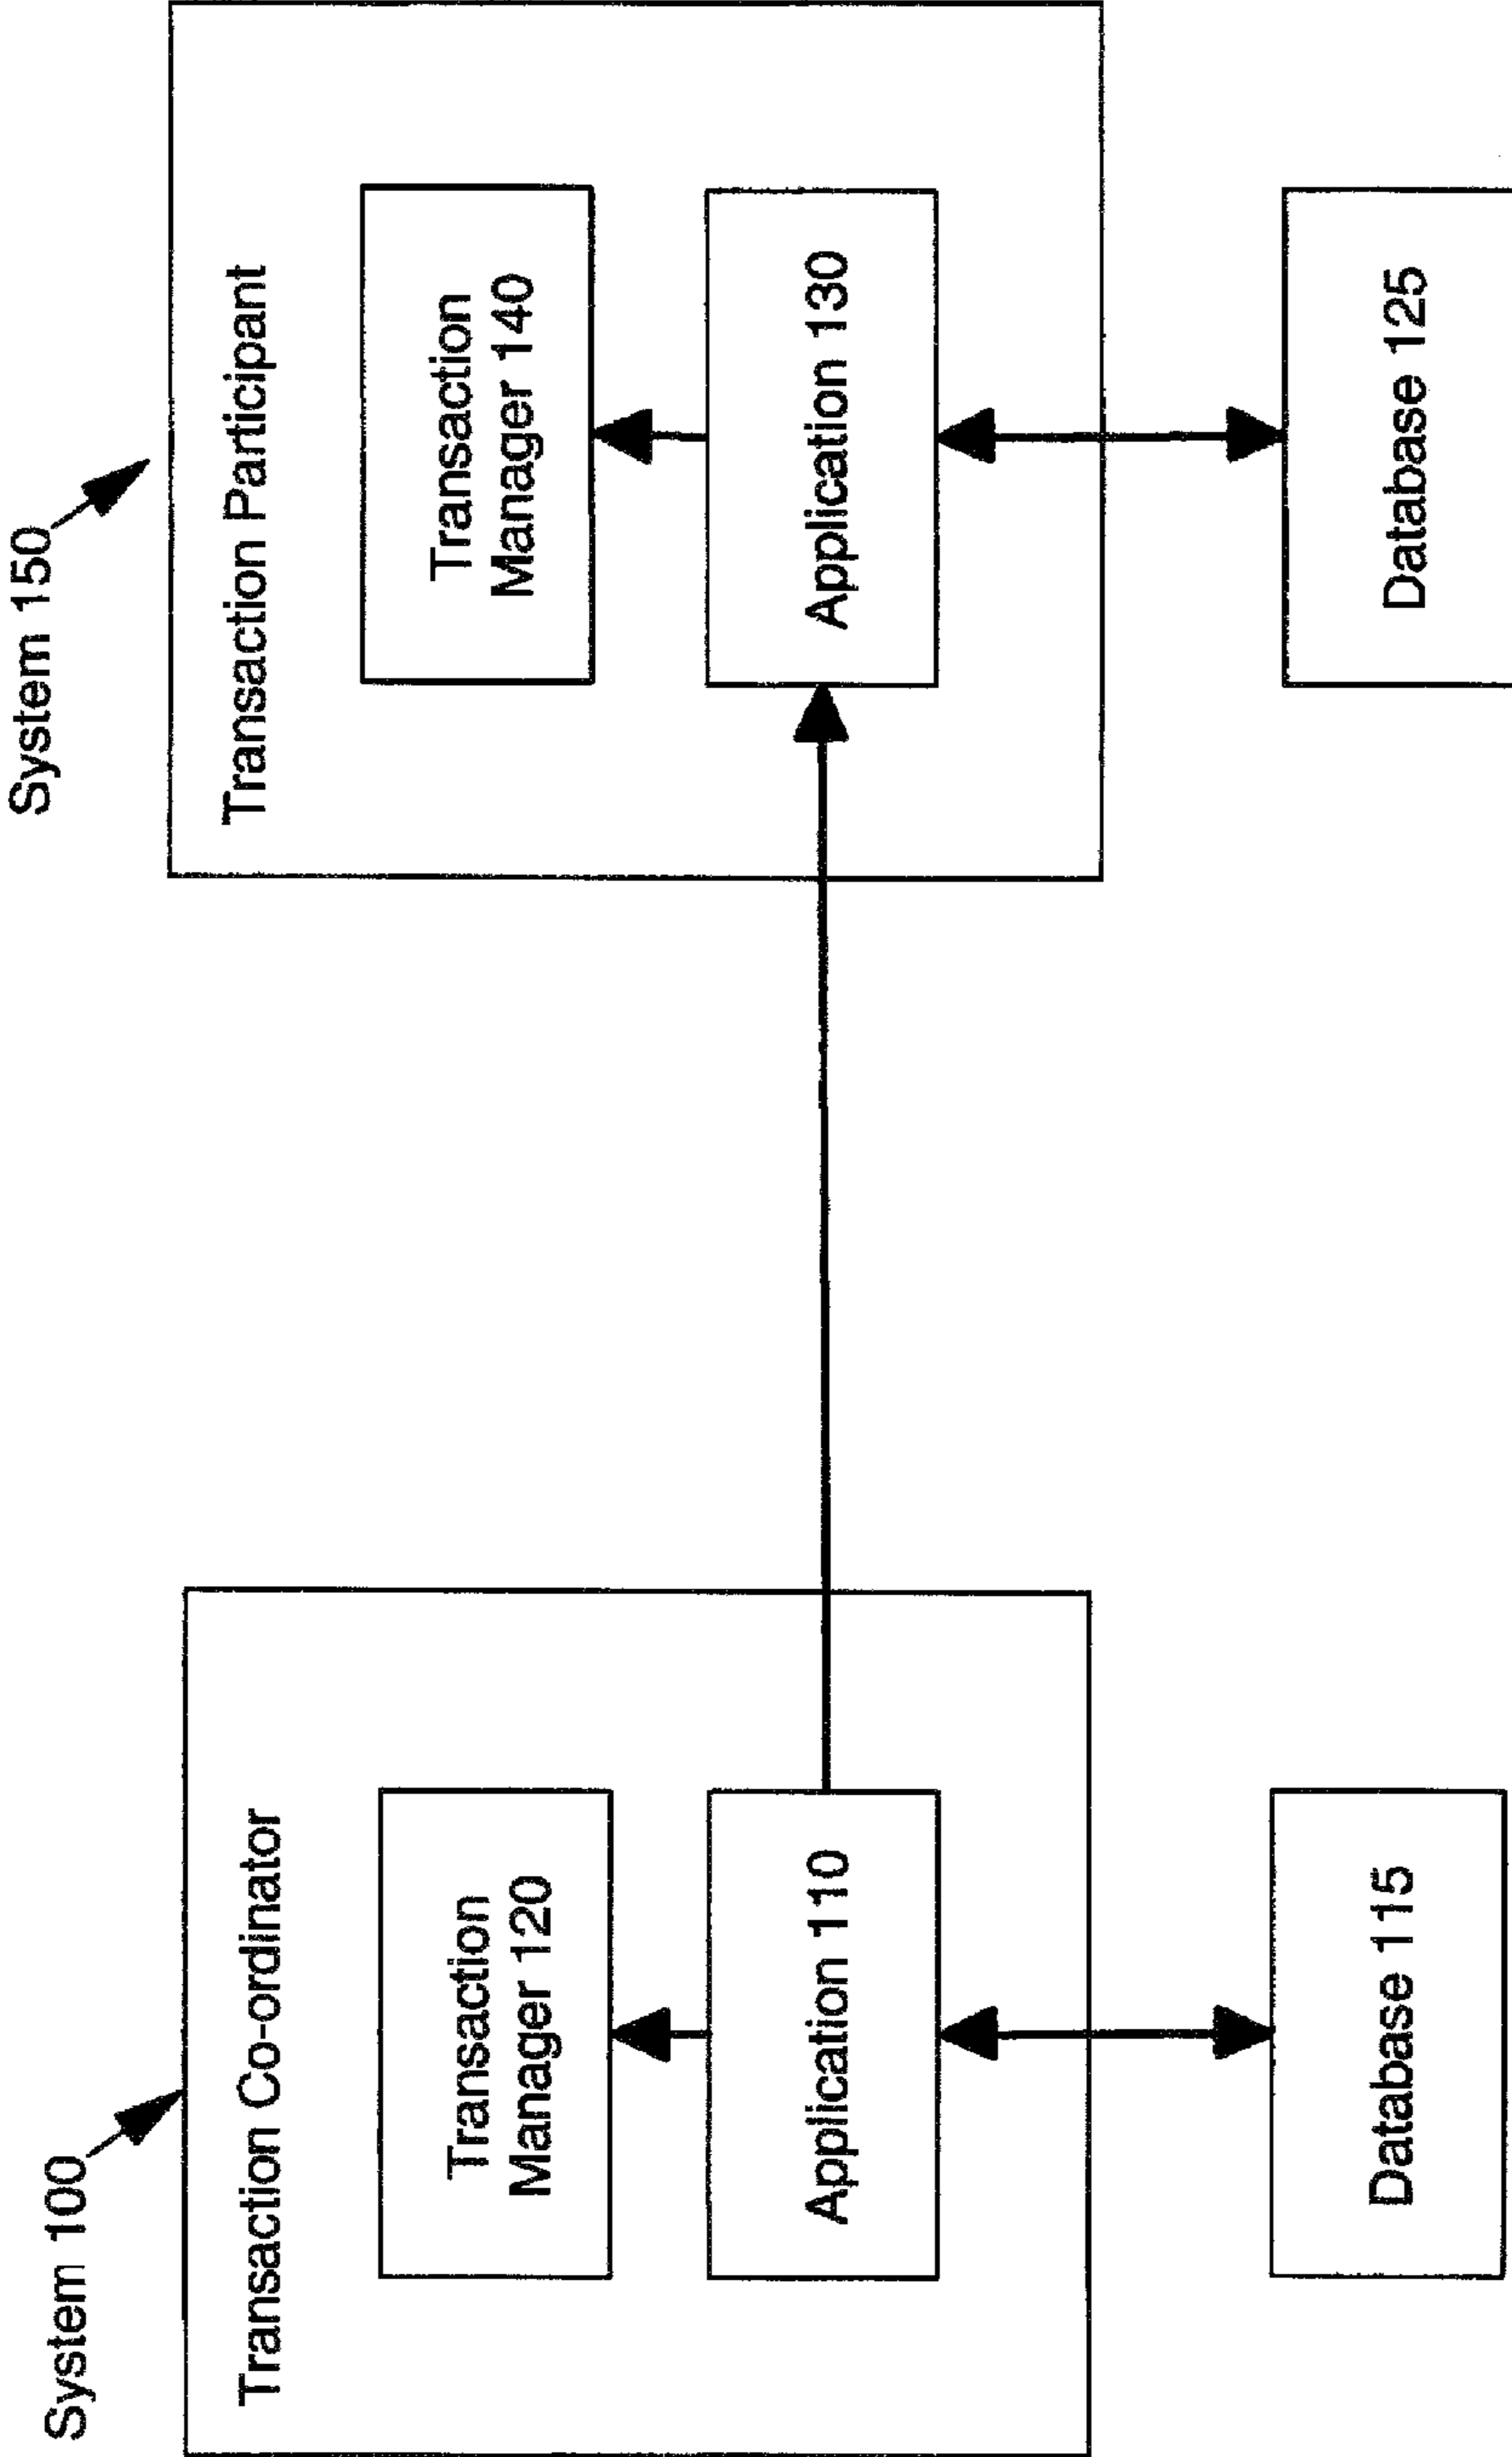 System 100
Transaction Co-ordinator
Transaction
Manager 120
Application 110
Database 115
System 150
Transaction Participant
Transaction
Manager 140
Application 130
Database 125